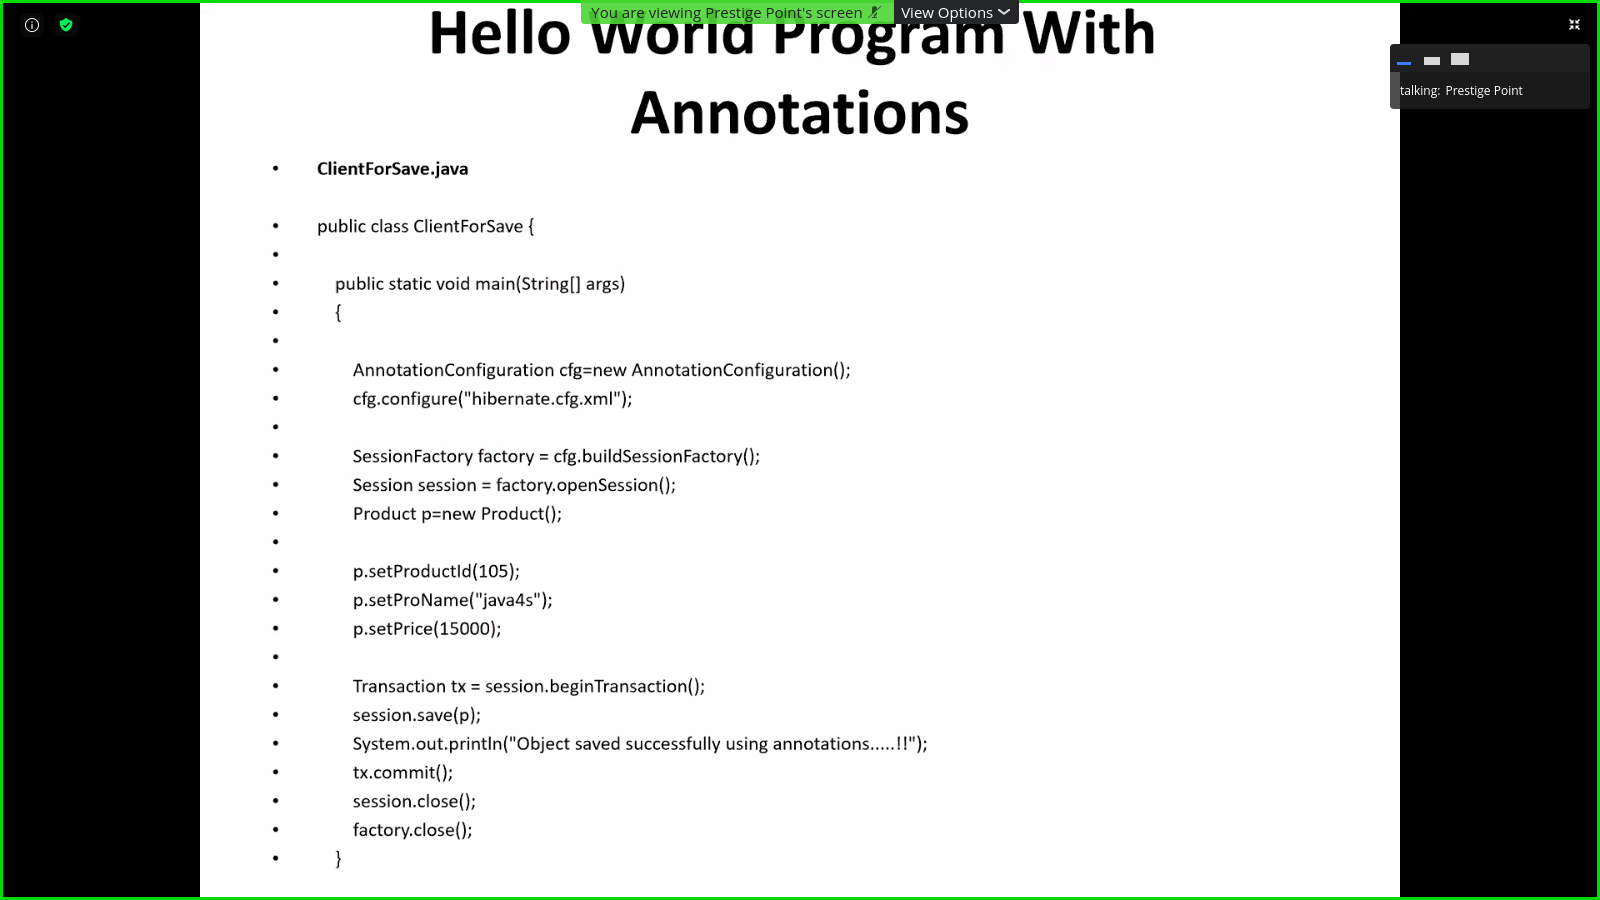 You are viewing Prestige Point's screen View Options
Hello World Program With
Annotations
talking: Prestige Point
• ClientForSave.java
• public class ClientForSave {
•
• public static void main(String[] args)
• {
•
• AnnotationConfiguration cfg=new AnnotationConfiguration();
• cfg.configure("hibernate.cfg.xml");
•
• SessionFactory factory = cfg.buildSessionFactory();
• Session session = factory.openSession();
• Product p=new Product();
•
• p.setProductId(105);
• p.setProName("java4s");
• p.setPrice(15000);
•
• Transaction tx = session.beginTransaction();
• session.save(p);
• System.out.println("Object saved successfully using annotations.....!!");
• tx.commit();
• session.close();
• factory.close();
• }